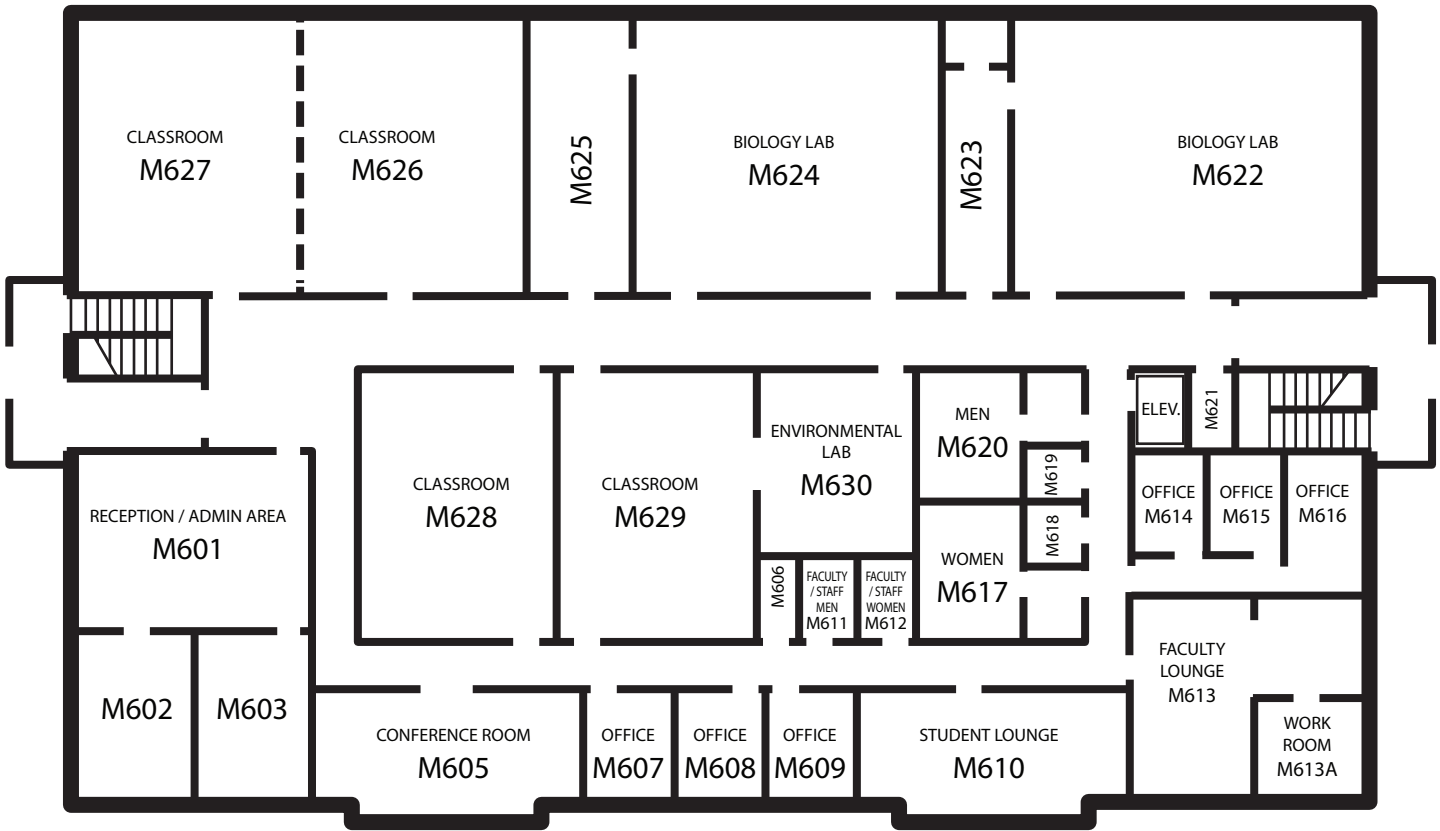 CLASSROOM
M627
CLASSROOM
M626
M625
BIOLOGY LAB
M624
M623
BIOLOGY LAB
M622
CLASSROOM
M628
CLASSROOM
M629
ENVIRONMENTAL
LAB
M630
MEN
M620
M619
M618
WOMEN
M617
ELEV.
M621
OFFICE
M614
OFFICE
M615
OFFICE
M616
RECEPTION / ADMIN AREA
M601
M602
M603
M606
FACULTY
/ STAFF
MEN
M611
FACULTY
/ STAFF
WOMEN
M612
CONFERENCE ROOM
M605
OFFICE
M607
OFFICE
M608
OFFICE
M609
STUDENT LOUNGE
M610
FACULTY
LOUNGE
M613
WORK
ROOM
M613A